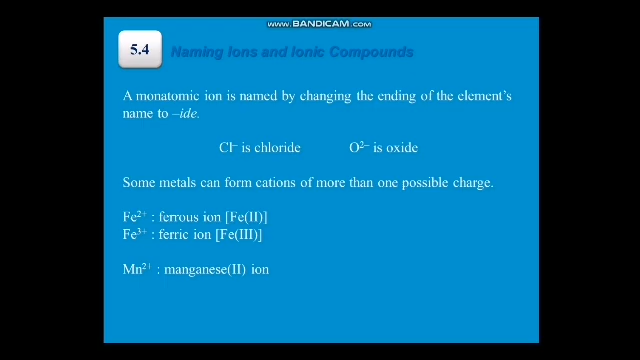 www.BANDICAM.com
5.4
Naming Ions and Ionic Compounds
A monatomic ion is named by changing the ending of the element's
name to –ide.
Cl⁻ is chloride O²⁻ is oxide
Some metals can form cations of more than one possible charge.
Fe²⁺ : ferrous ion [Fe(II)]
Fe³⁺ : ferric ion [Fe(III)]
Mn²⁺ : manganese(II) ion